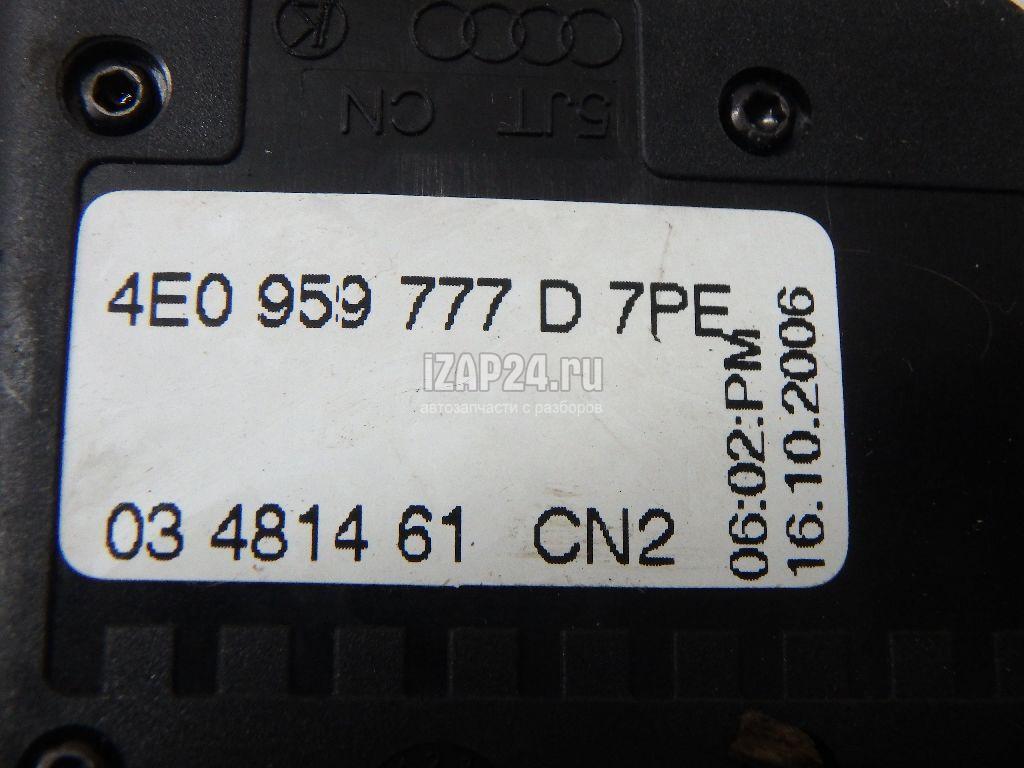 5JT CN
4E0 959 777 D 7PE
iZAP24.ru
автозапчасти с разборов
03 4814 61 CN2
06:02:PM
16.10.2006